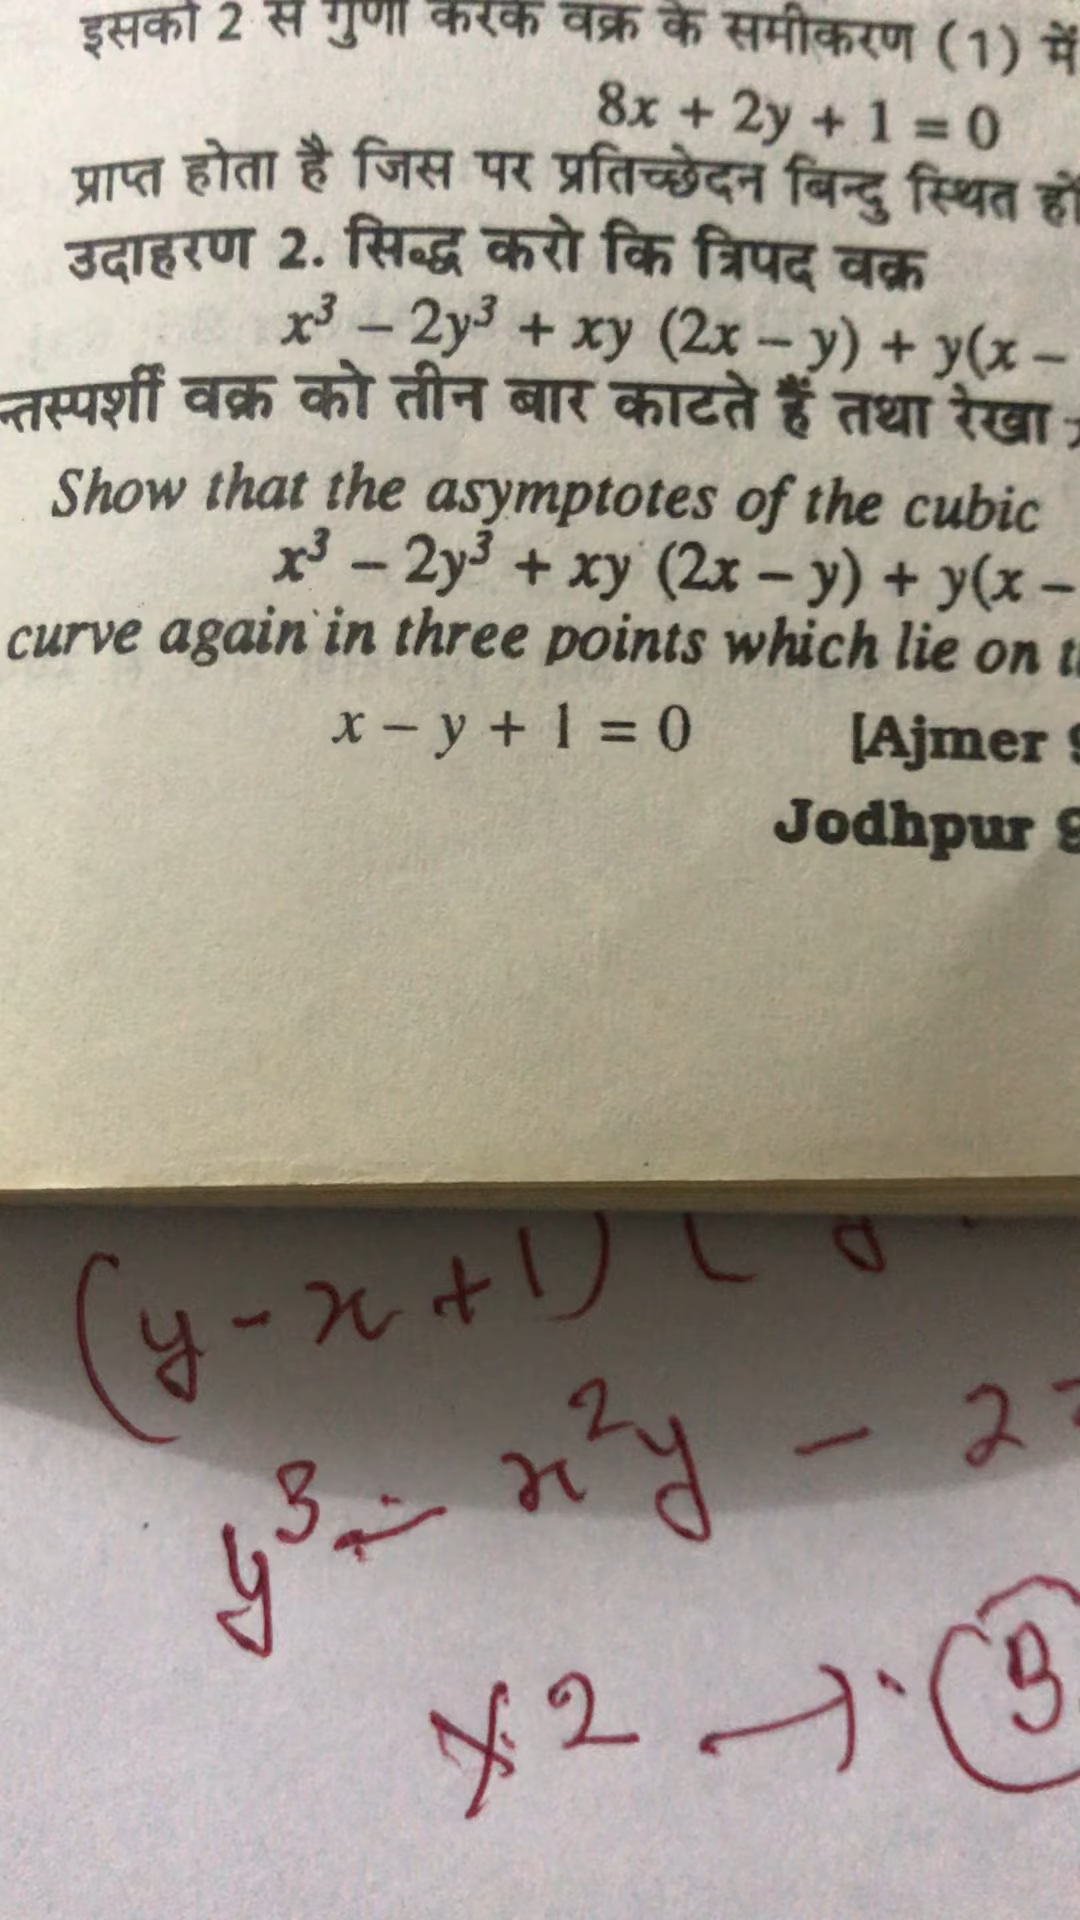 इसको 2 से गुणा करके वक्र के समीकरण (1) में
8x + 2y + 1 = 0
प्राप्त होता है जिस पर प्रतिच्छेदन बिन्दु स्थित
उदाहरण 2. सिद्ध करो कि त्रिपद वक्र
x³ – 2y³ + xy (2x – y) + y(x –
न्तस्पर्शी वक्र को तीन बार काटते हैं तथा रेखा
Show that the asymptotes of the cubic
x³ – 2y³ + xy (2x – y) + y(x –
curve again in three points which lie on
x – y + 1 = 0 [Ajmer
Jodhpur
(y - x + 1) (
y³ - x²y - 2
x 2 → 3